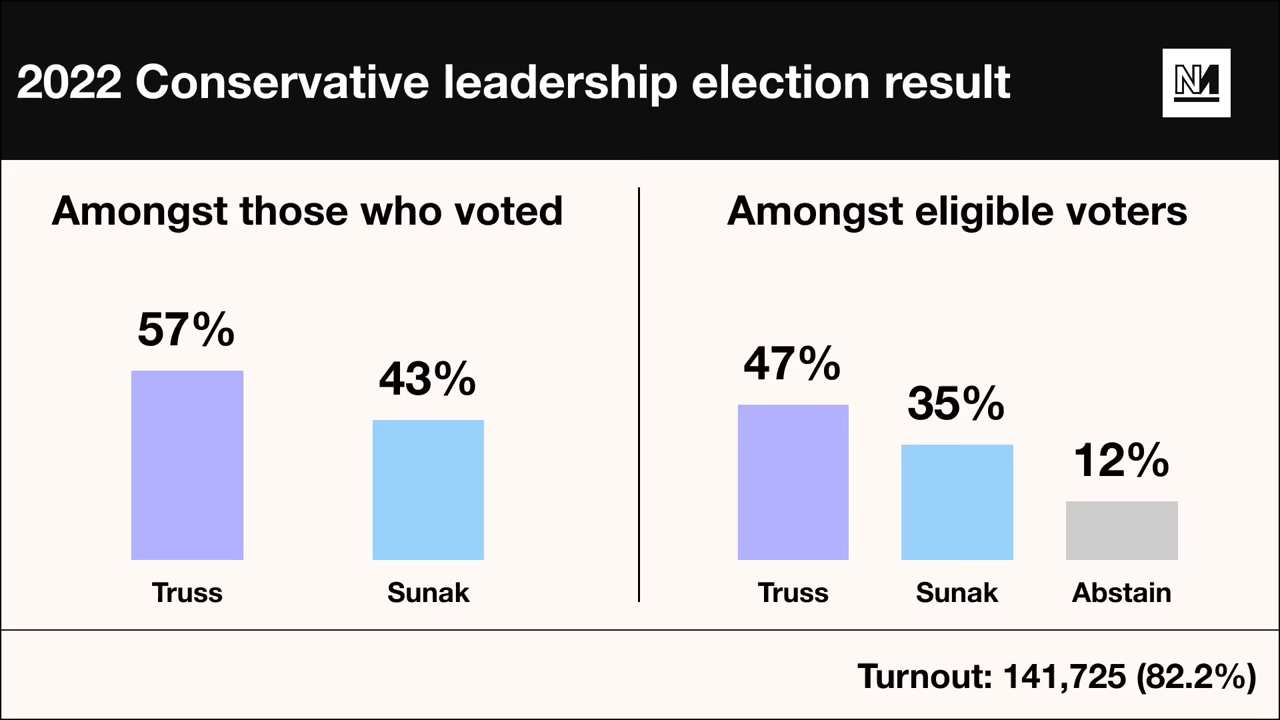 2022 Conservative leadership election result
NM
Amongst those who voted
Amongst eligible voters
57%
43%
47%
35%
12%
Truss
Sunak
Truss
Sunak
Abstain
Turnout: 141,725 (82.2%)